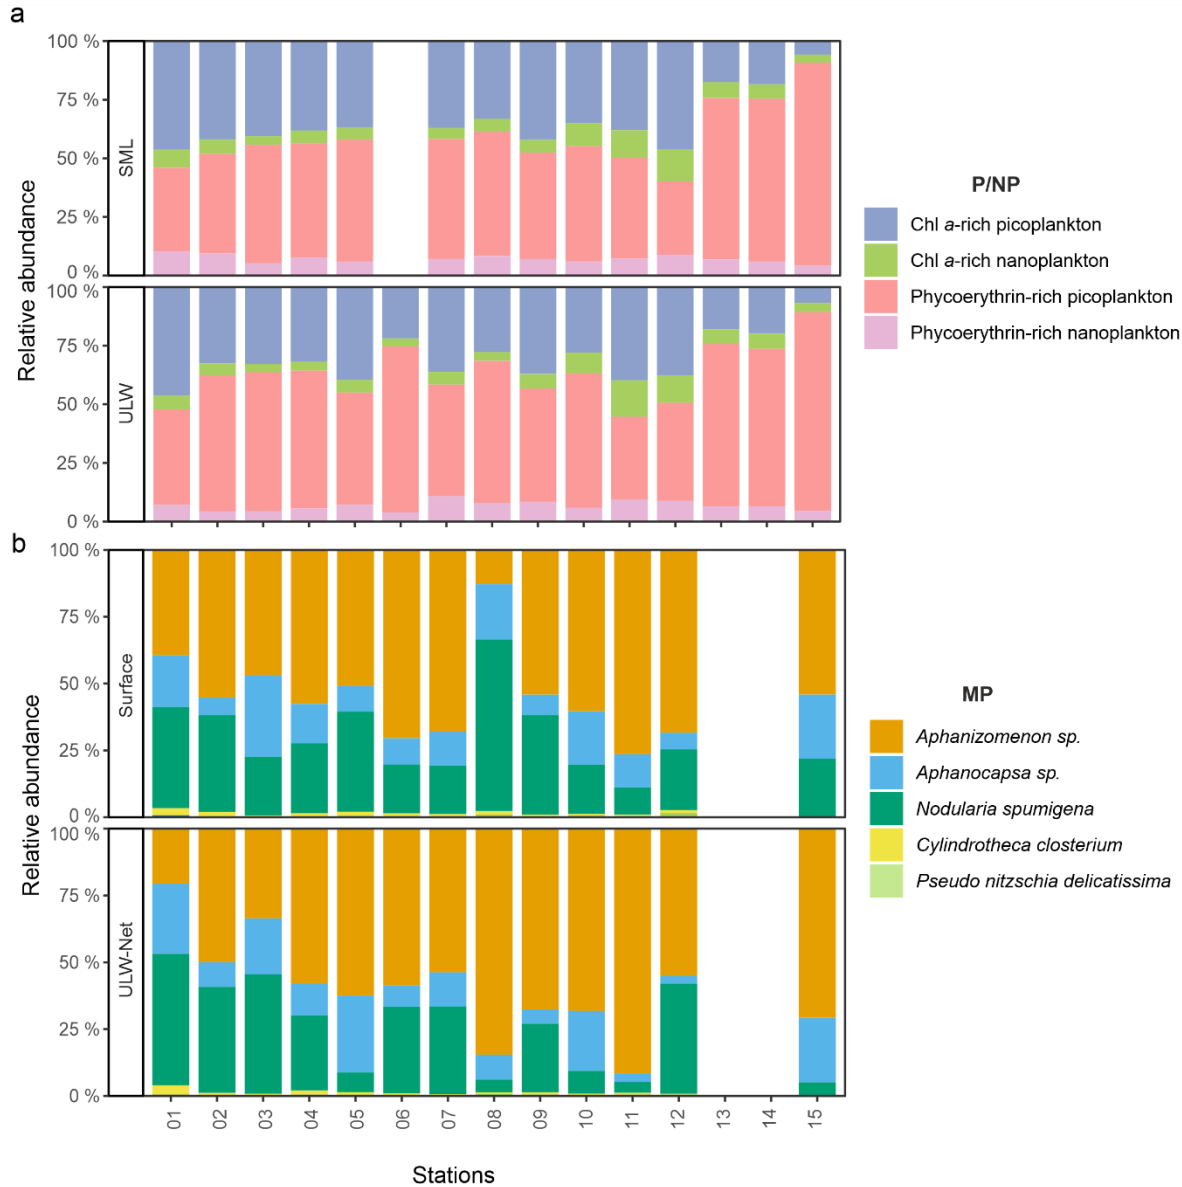 a
100 %
75 %
50 %
25 %
0 %
SML
100 %
75 %
50 %
25 %
0 %
ULW
Relative abundance
P/NP
Chl a-rich picoplankton
Chl a-rich nanoplankton
Phycoerythrin-rich picoplankton
Phycoerythrin-rich nanoplankton
b
100 %
75 %
50 %
25 %
0 %
Surface
100 %
75 %
50 %
25 %
0 %
ULW-Net
Relative abundance
MP
Aphanizomenon sp.
Aphanocapsa sp.
Nodularia spumigena
Cylindrotheca closterium
Pseudo nitzschia delicatissima
01 02 03 04 05 06 07 08 09 10 11 12 13 14 15
Stations